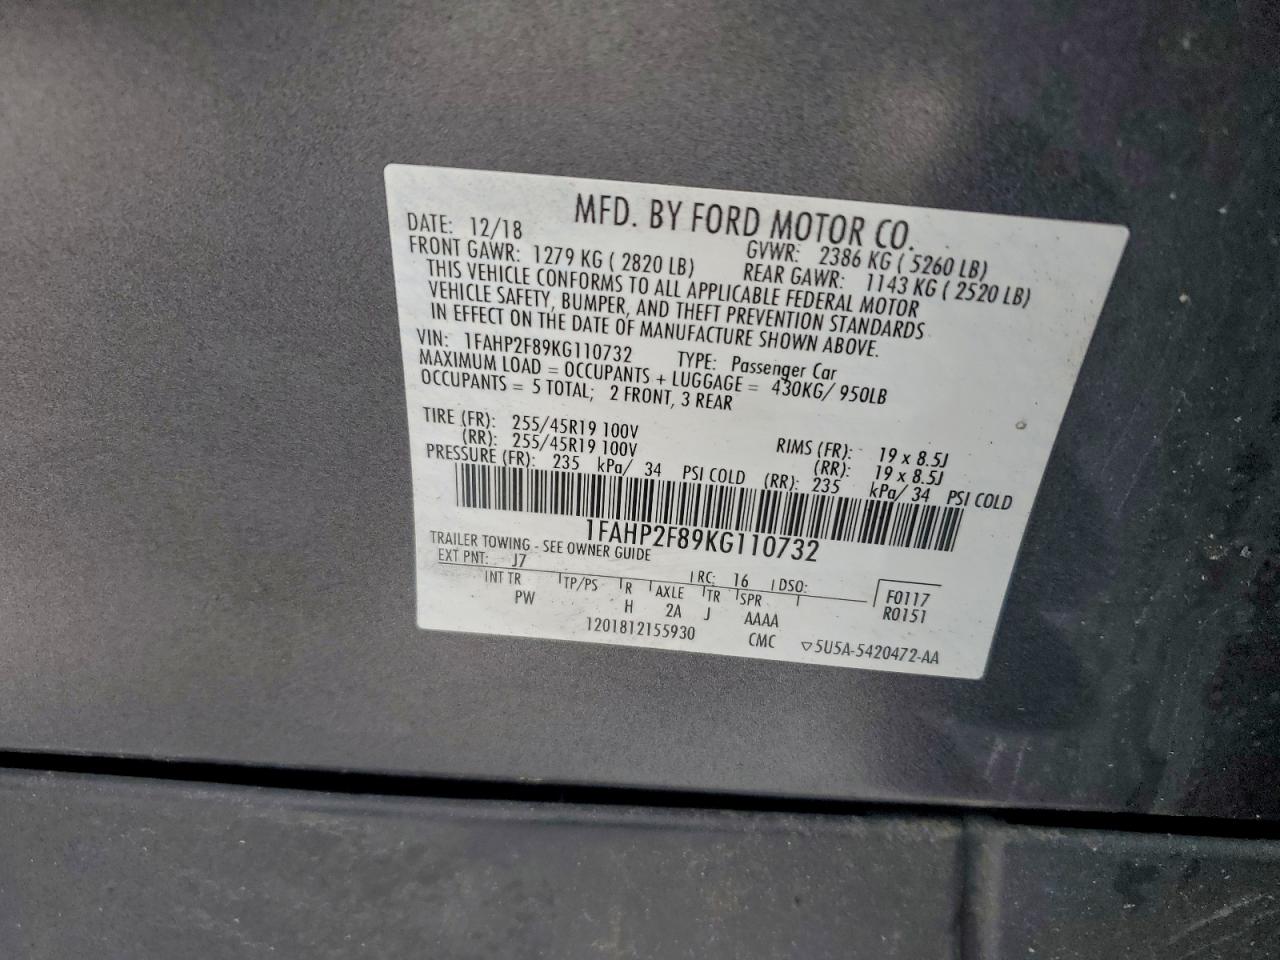 MFD. BY FORD MOTOR CO.
DATE: 12/18 GVWR: 2386 KG ( 5260 LB)
FRONT GAWR: 1279 KG ( 2820 LB) REAR GAWR: 1143 KG ( 2520 LB)
THIS VEHICLE CONFORMS TO ALL APPLICABLE FEDERAL MOTOR
VEHICLE SAFETY, BUMPER, AND THEFT PREVENTION STANDARDS
IN EFFECT ON THE DATE OF MANUFACTURE SHOWN ABOVE.
VIN: 1FAHP2F89KG110732 TYPE: Passenger Car
MAXIMUM LOAD = OCCUPANTS + LUGGAGE = 430KG/ 950LB
OCCUPANTS = 5 TOTAL; 2 FRONT, 3 REAR
TIRE (FR): 255/45R19 100V RIMS (FR): 19 x 8.5J
(RR): 255/45R19 100V (RR): 19 x 8.5J
PRESSURE (FR): 235 kPa/ 34 PSI COLD (RR): 235 kPa/ 34 PSI COLD
1FAHP2F89KG110732
TRAILER TOWING - SEE OWNER GUIDE
EXT PNT: J7 RC: 16 DSO: F0117
INT TR TP/PS R AXLE TR SPR R0151
PW H 2A J AAAA
1201812155930 CMC ▽5U5A-5420472-AA